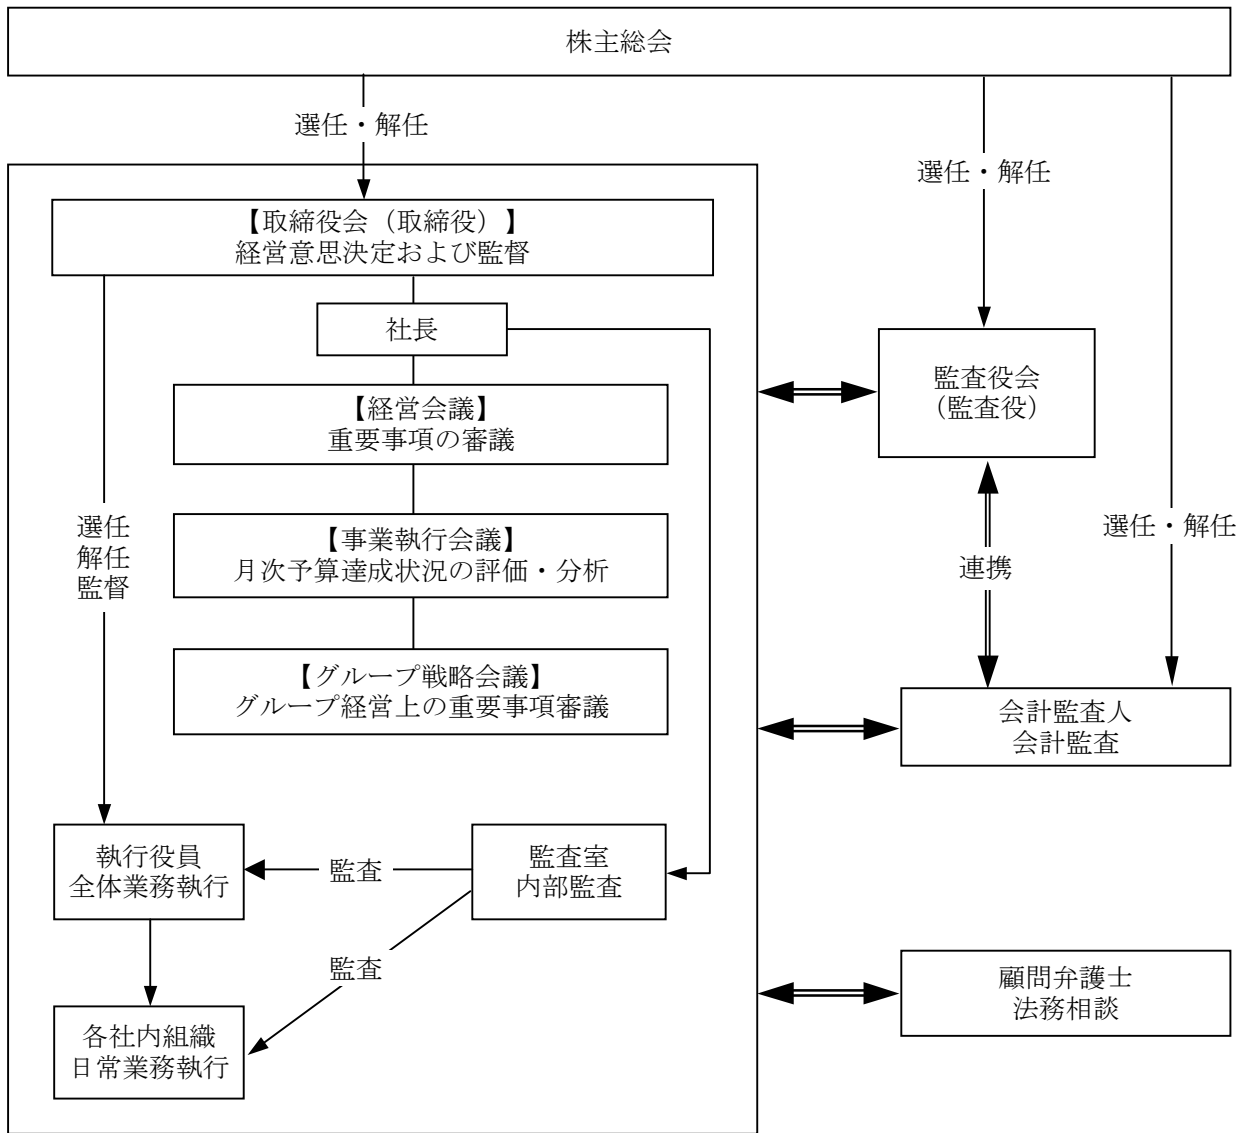 株主総会
選任・解任
選任・解任
【取締役会（取締役）】
経営意思決定および監督
社長
監査役会
（監査役）
【経営会議】
重要事項の審議
選任
解任
監督
【事業執行会議】
月次予算達成状況の評価・分析
選任・解任
連携
【グループ戦略会議】
グループ経営上の重要事項審議
会計監査人
会計監査
執行役員
全体業務執行
監査
監査室
内部監査
監査
顧問弁護士
法務相談
各社内組織
日常業務執行